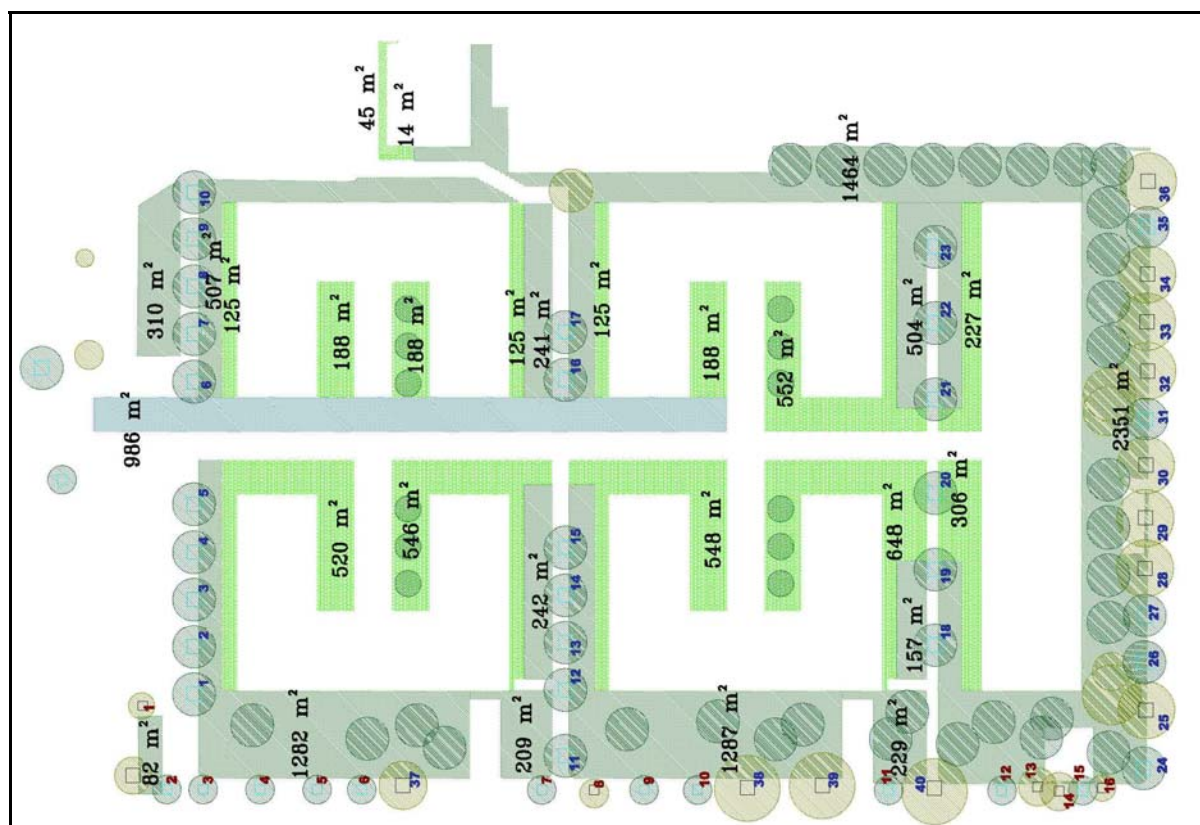 45 m²
14 m²
1464 m²
310 m²
507 m²
125 m²
188 m²
188 m²
125 m²
241 m²
125 m²
188 m²
552 m²
504 m²
227 m²
986 m²
2351 m²
520 m²
546 m²
242 m²
548 m²
648 m²
306 m²
157 m²
82 m²
1282 m²
209 m²
1287 m²
229 m²
10
9
8
7
6
5
4
3
2
1
17
16
15
14
13
12
11
23
22
21
20
19
18
36
35
34
33
32
31
30
29
28
27
26
25
24
37
38
39
40
1
2
3
4
5
6
7
8
9
10
11
12
13
14
15
16